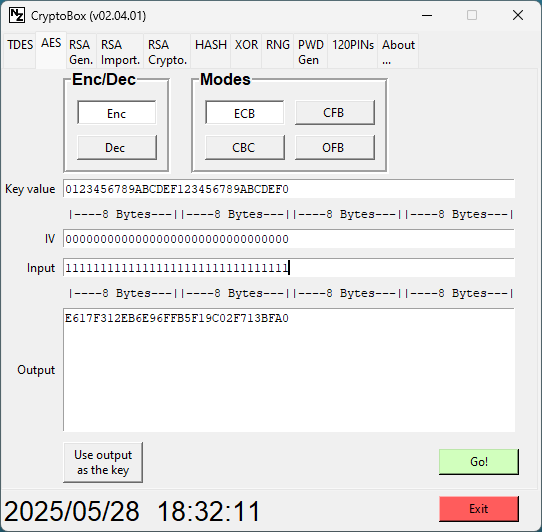 NZ CryptoBox (v02.04.01)
TDES AES RSA Gen. RSA Import. RSA Crypto. HASH XOR RNG PWD Gen 120PINs About ...
Enc/Dec Modes
Enc ECB CFB
Dec CBC OFB
Key value 0123456789ABCDEF123456789ABCDEF0
|----8 Bytes---||----8 Bytes---||----8 Bytes---||----8 Bytes---|
IV 00000000000000000000000000000000
Input 11111111111111111111111111111111
|----8 Bytes---||----8 Bytes---||----8 Bytes---||----8 Bytes---|
E617F312EB6E96FFB5F19C02F713BFA0
Output
Use output
as the key
Go!
2025/05/28 18:32:11
Exit